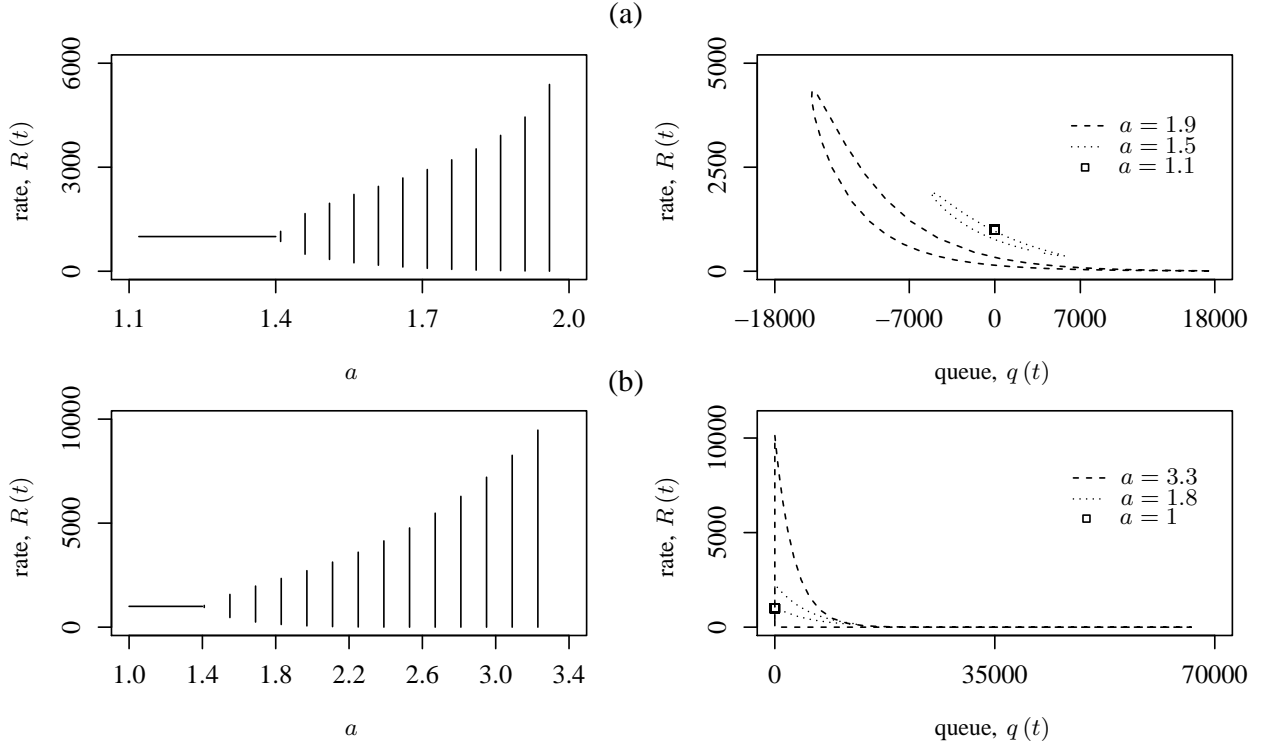 (a)
rate, R(t)
6000
3000
0
1.1 1.4 1.7 2.0
a
rate, R(t)
5000
2500
0
−18000 −7000 0 7000 18000
queue, q(t)
a = 1.9
a = 1.5
a = 1.1
(b)
rate, R(t)
10000
5000
0
1.0 1.4 1.8 2.2 2.6 3.0 3.4
a
rate, R(t)
10000
5000
0
0 35000 70000
queue, q(t)
a = 3.3
a = 1.8
a = 1